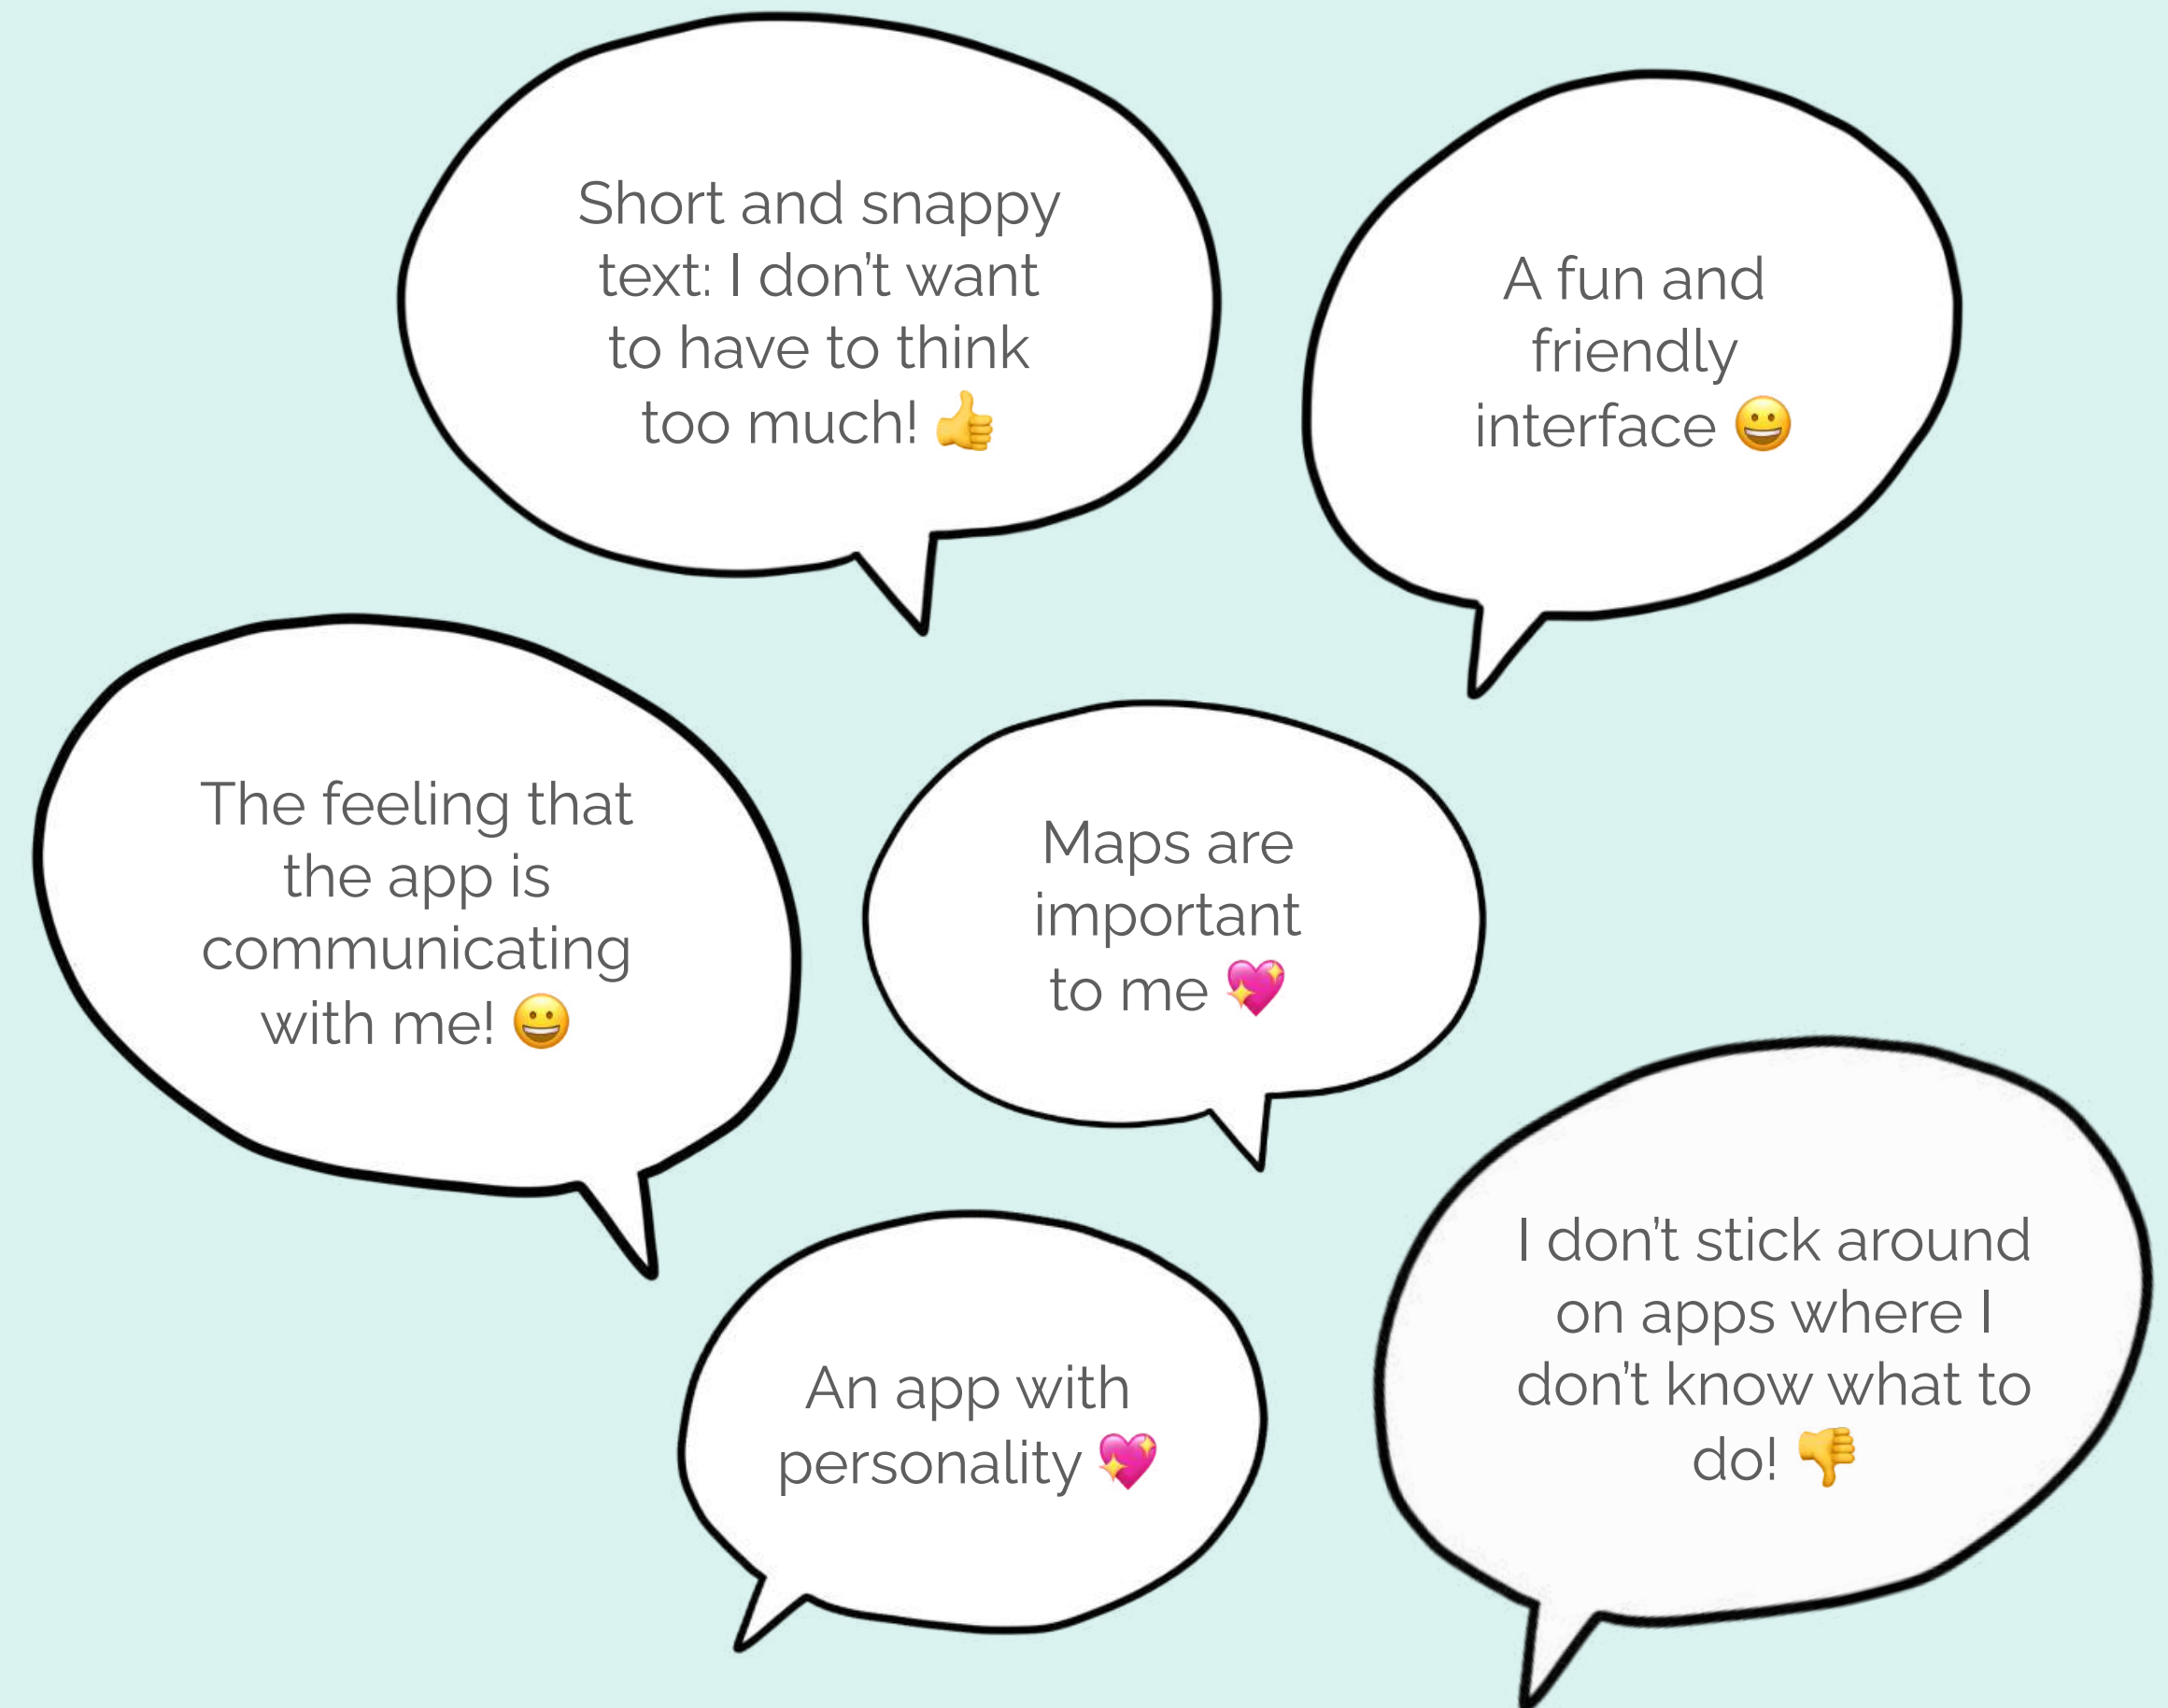 Short and snappy
text: I don't want
to have to think
too much! 👍
A fun and
friendly
interface 😀
The feeling that
the app is
communicating
with me! 😀
Maps are
important
to me 💖
An app with
personality 💖
I don't stick around
on apps where I
don't know what to
do! 👎